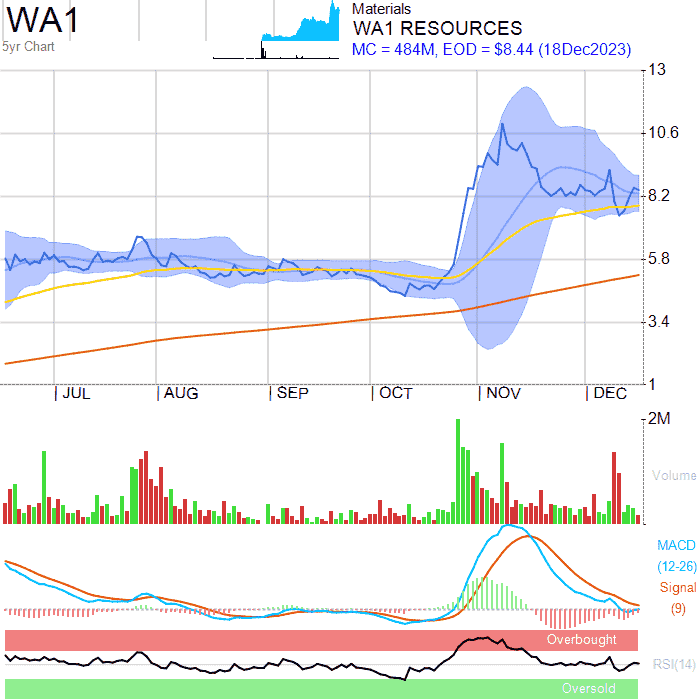 WA1
5yr Chart
Materials
WA1 RESOURCES
MC = 484M, EOD = $8.44 (18Dec2023)
13
10.6
8.2
5.8
3.4
1
JUL AUG SEP OCT NOV DEC
2M
Volume
MACD
(12-26)
Signal
(9)
Overbought
RSI(14)
Oversold